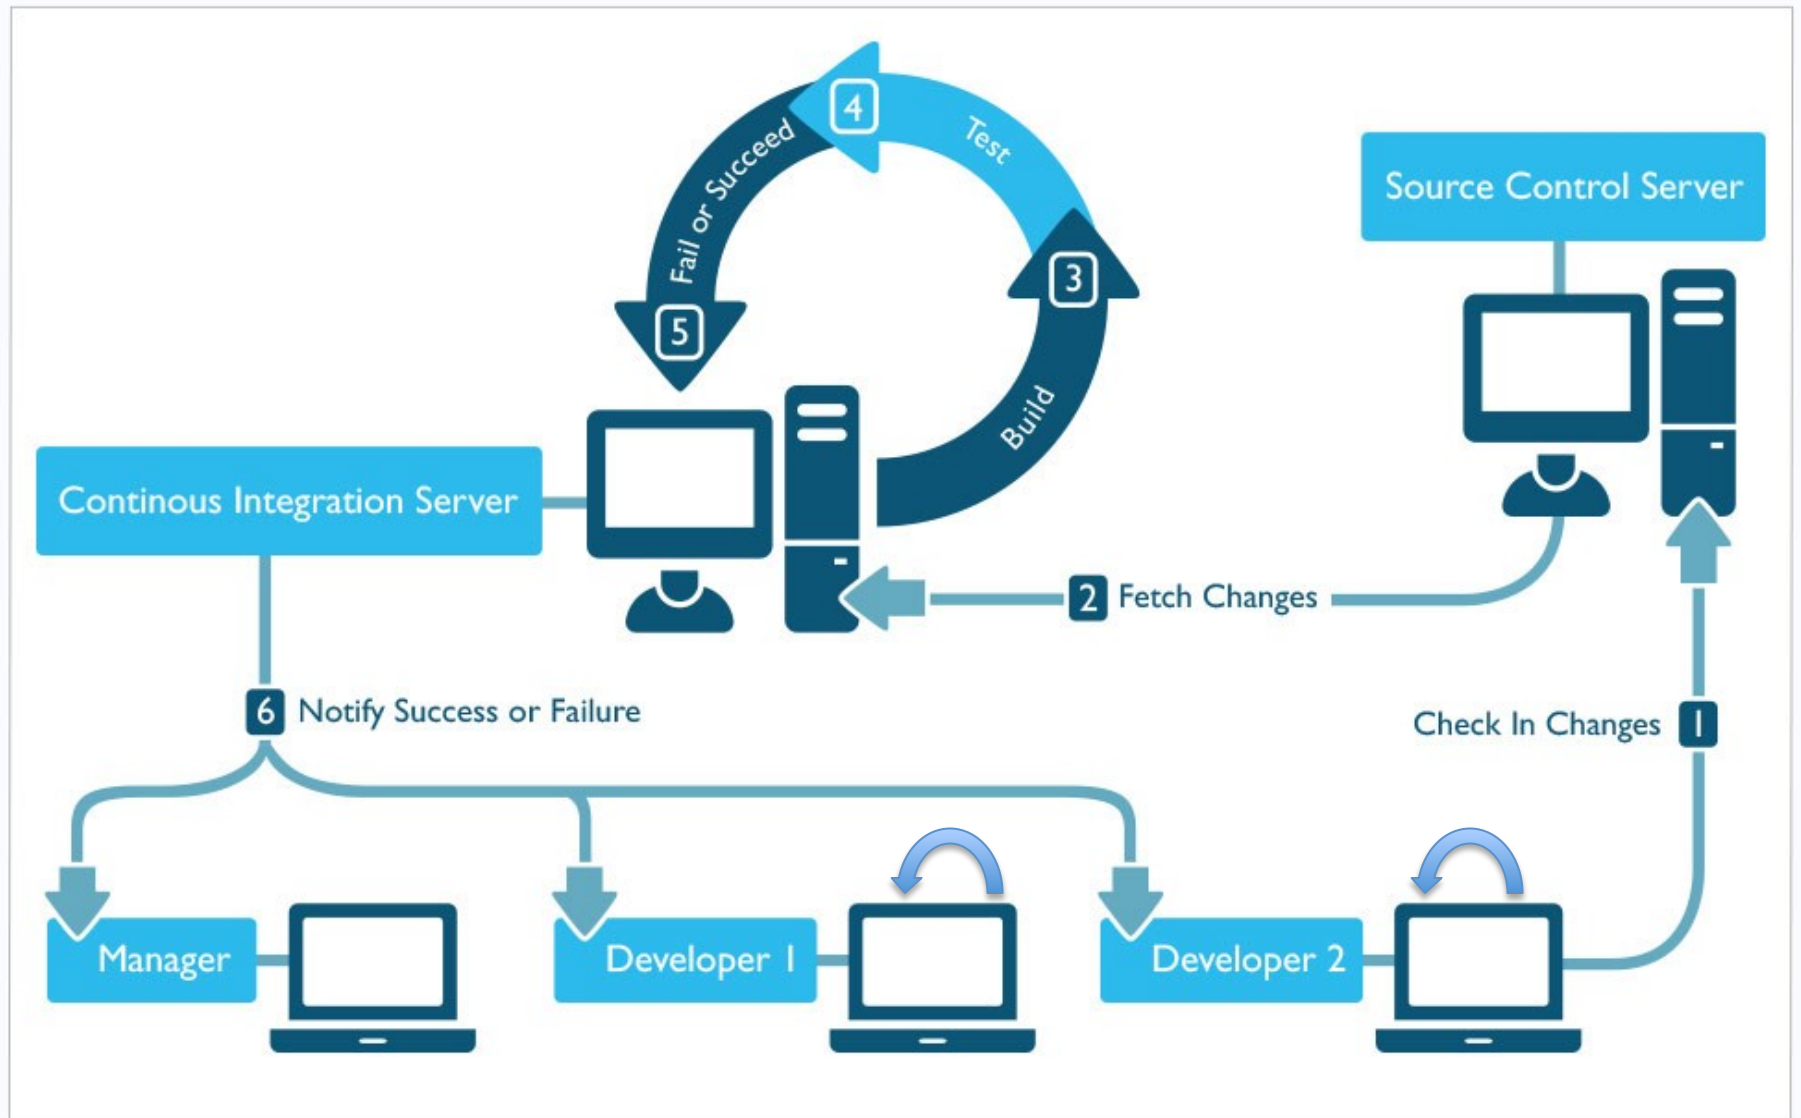 4
Test
Fail or Succeed
Source Control Server
3
5
Build
Continous Integration Server
2 Fetch Changes
6 Notify Success or Failure
Check In Changes 1
Manager
Developer 1
Developer 2